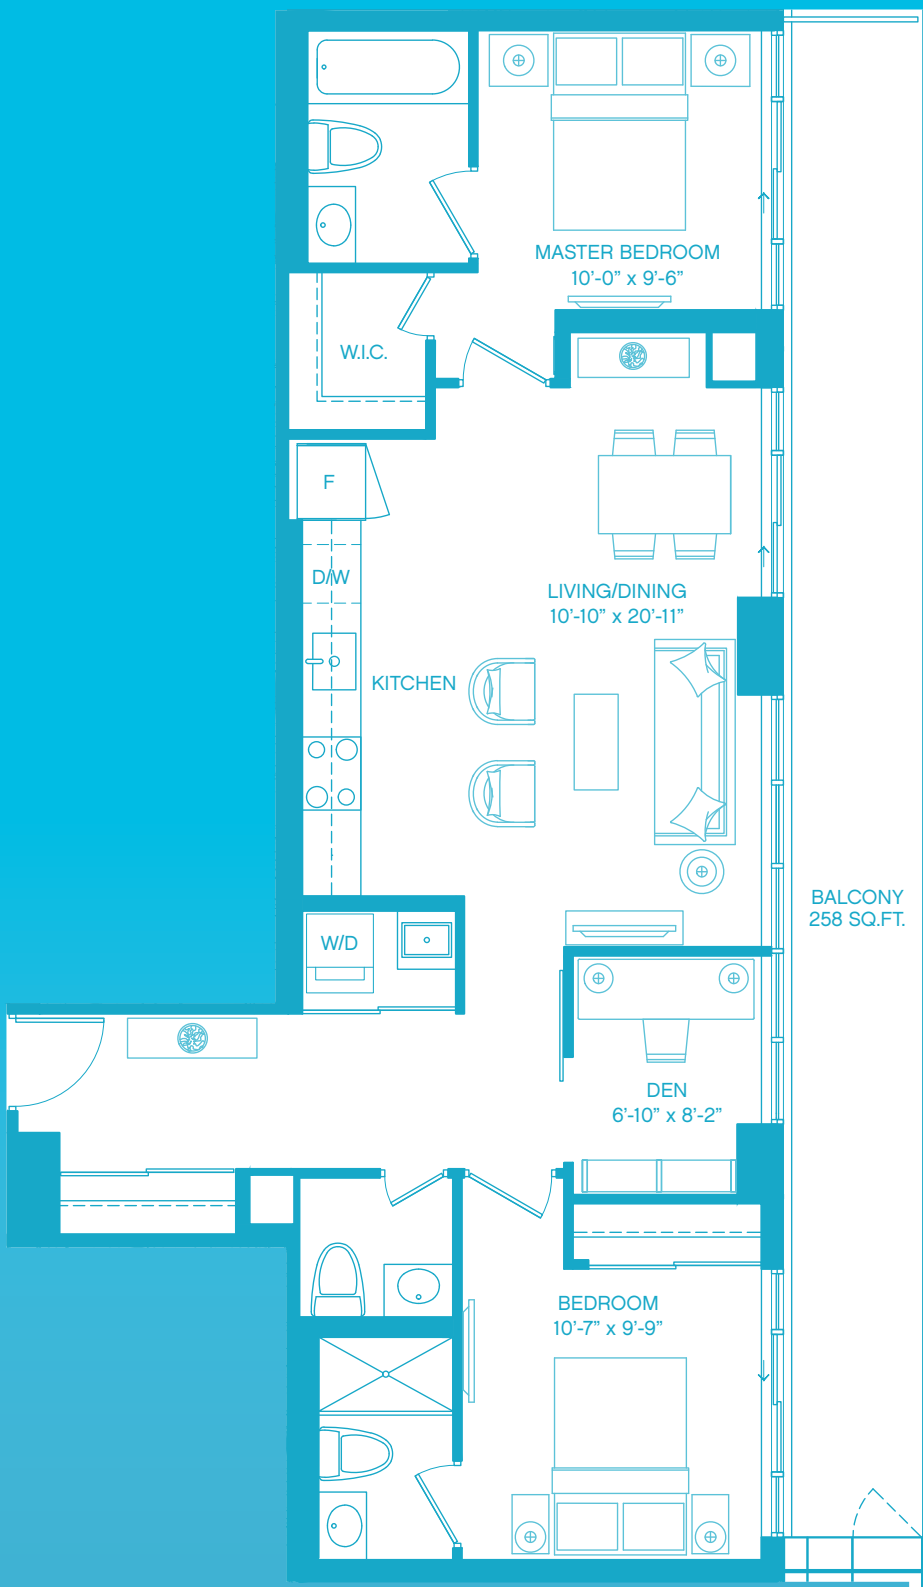 MASTER BEDROOM
10’-0” x 9’-6”
W.I.C.
F
D/W
LIVING/DINING
10’-10” x 20’-11”
KITCHEN
BALCONY
258 SQ.FT.
W/D
DEN
6’-10” x 8’-2”
BEDROOM
10’-7” x 9’-9”